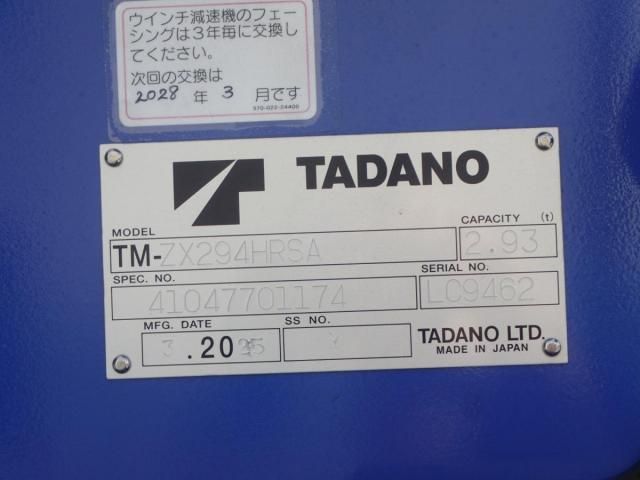 ウインチ減速機のフェー
シングは3年毎に交換し
てください。
次回の交換は
2028 年 3 月です
570-022-24400
TADANO
MODEL
CAPACITY (t)
TM-ZX294HRSA
2.93
SPEC. NO.
SERIAL NO.
41047701174
LC9462
MFG. DATE
SS NO.
3 .2025
TADANO LTD.
MADE IN JAPAN